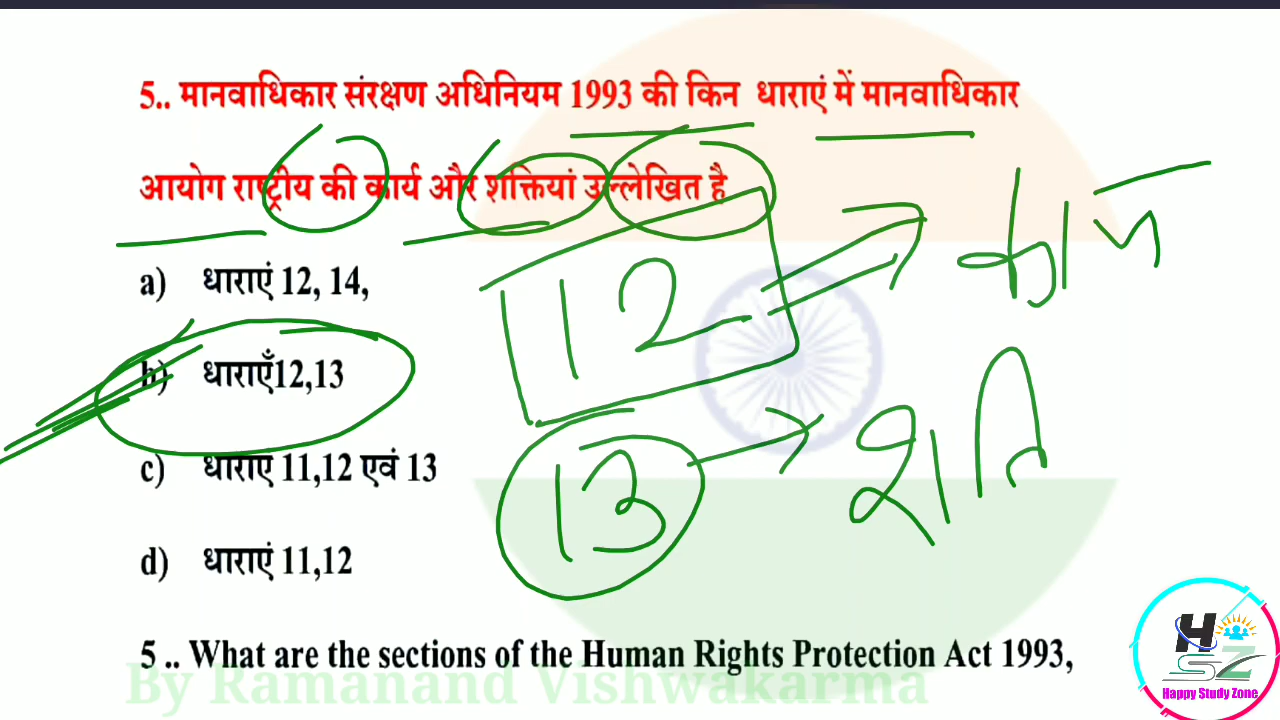 5.. मानवाधिकार संरक्षण अधिनियम 1993 की किन धाराएं में मानवाधिकार
आयोग राष्ट्रीय की कार्य और शक्तियां उल्लेखित है
a) धाराएं 12, 14,
12
b) धाराएँ12,13
c) धाराएं 11,12 एवं 13
13
d) धाराएं 11,12
5 .. What are the sections of the Human Rights Protection Act 1993,
By Ramanand Vishwakarma
HSZ
Happy Study Zone